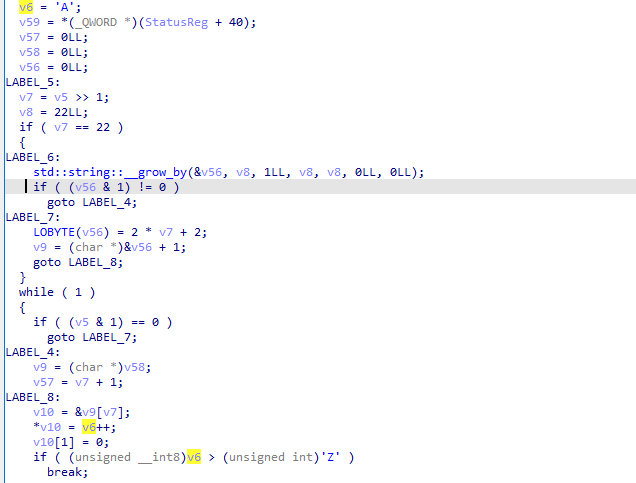 v6 = 'A';
v59 = *(_QWORD *)(StatusReg + 40);
v57 = 0LL;
v58 = 0LL;
v56 = 0LL;
LABEL_5:
v7 = v5 >> 1;
v8 = 22LL;
if ( v7 == 22 )
{
LABEL_6:
std::string::__grow_by(&v56, v8, 1LL, v8, v8, 0LL, 0LL);
if ( (v56 & 1) != 0 )
goto LABEL_4;
LABEL_7:
LOBYTE(v56) = 2 * v7 + 2;
v9 = (char *)&v56 + 1;
goto LABEL_8;
}
while ( 1 )
{
if ( (v5 & 1) == 0 )
goto LABEL_7;
LABEL_4:
v9 = (char *)v58;
v57 = v7 + 1;
LABEL_8:
v10 = &v9[v7];
*v10 = v6++;
v10[1] = 0;
if ( (unsigned __int8)v6 > (unsigned int)'Z' )
break;